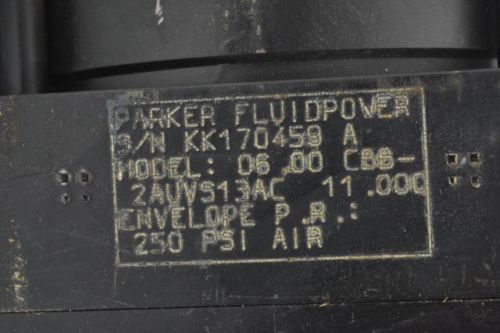 PARKER FLUIDPOWER
S/N KK170459 A
MODEL: 06.00 CBB-
2AUVS13AC 11.000
ENVELOPE P.R.:
250 PSI AIR